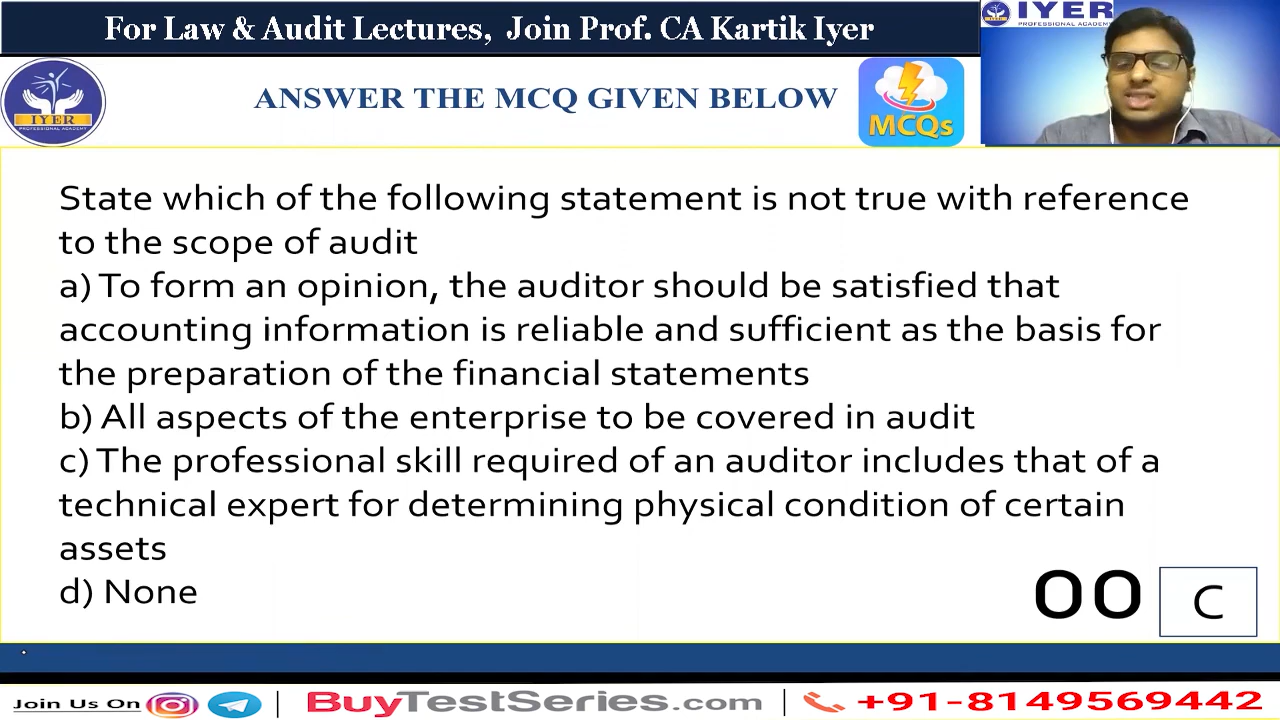 For Law & Audit Lectures, Join Prof. CA Kartik Iyer
IYER
PROFESSIONAL ACADEMY
IYER
PROFESSIONAL ACADEMY
ANSWER THE MCQ GIVEN BELOW
MCQs
State which of the following statement is not true with reference
to the scope of audit
a) To form an opinion, the auditor should be satisfied that
accounting information is reliable and sufficient as the basis for
the preparation of the financial statements
b) All aspects of the enterprise to be covered in audit
c) The professional skill required of an auditor includes that of a
technical expert for determining physical condition of certain
assets
d) None
00
C
Join Us On
BuyTestSeries.com
+91-8149569442